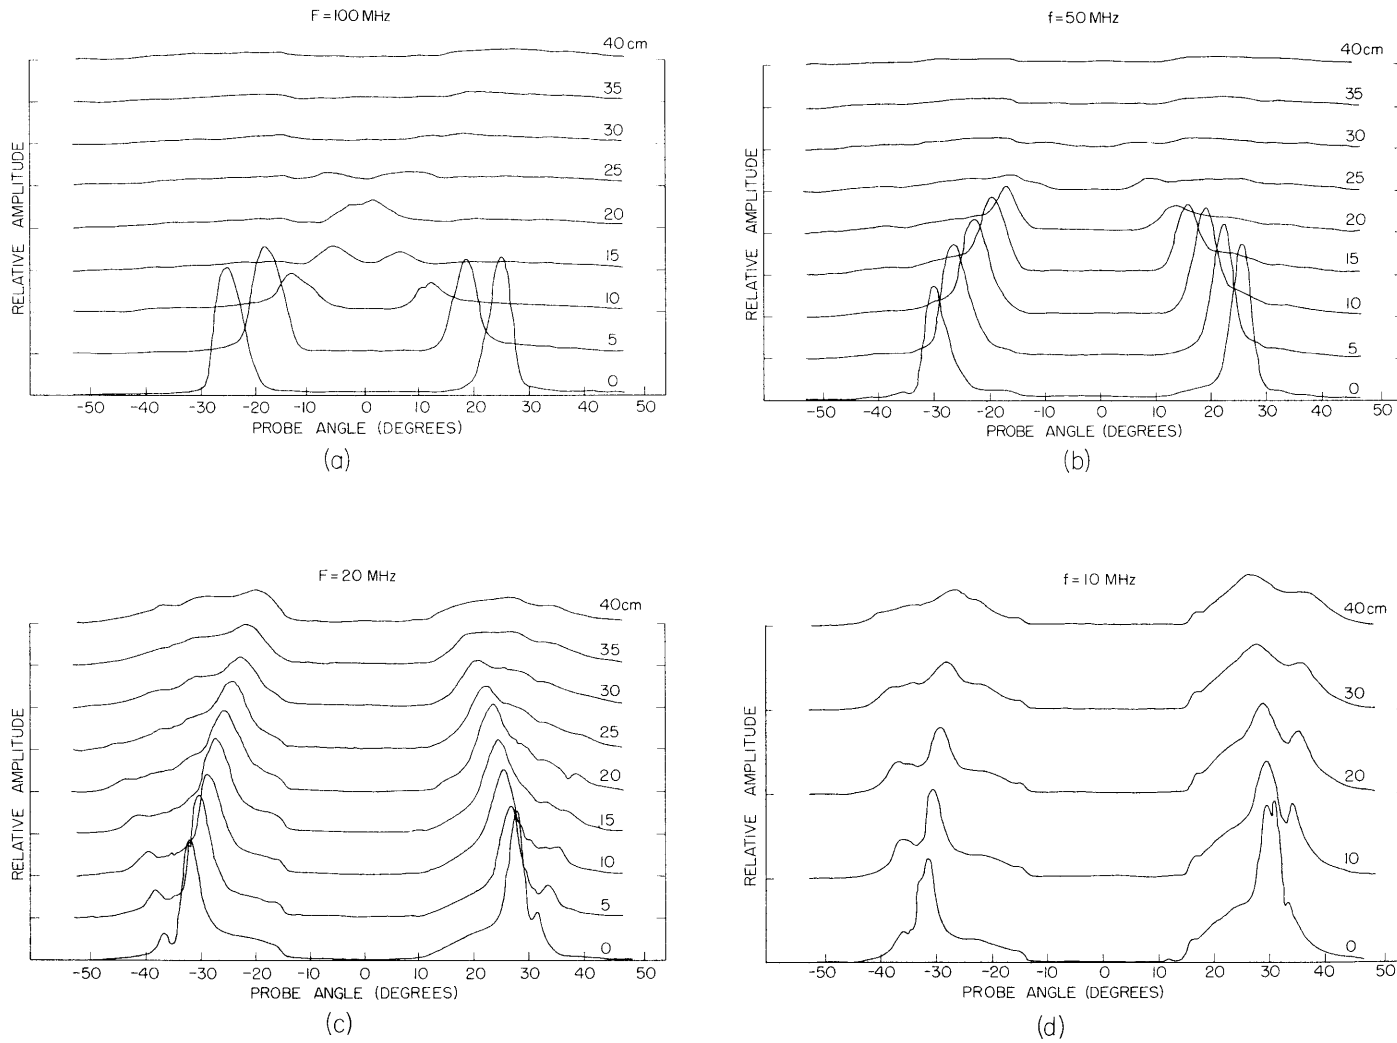 F = 100 MHz
RELATIVE AMPLITUDE
40 cm
35
30
25
20
15
10
5
0
-50 -40 -30 -20 -10 0 10 20 30 40 50
PROBE ANGLE (DEGREES)
(a)
f = 50 MHz
RELATIVE AMPLITUDE
40 cm
35
30
25
20
15
10
5
0
-50 -40 -30 -20 -10 0 10 20 30 40 50
PROBE ANGLE (DEGREES)
(b)
F = 20 MHz
RELATIVE AMPLITUDE
40 cm
35
30
25
20
15
10
5
0
-50 -40 -30 -20 -10 0 10 20 30 40 50
PROBE ANGLE (DEGREES)
(c)
f = 10 MHz
RELATIVE AMPLITUDE
40 cm
30
20
10
0
-50 -40 -30 -20 -10 0 10 20 30 40 50
PROBE ANGLE (DEGREES)
(d)